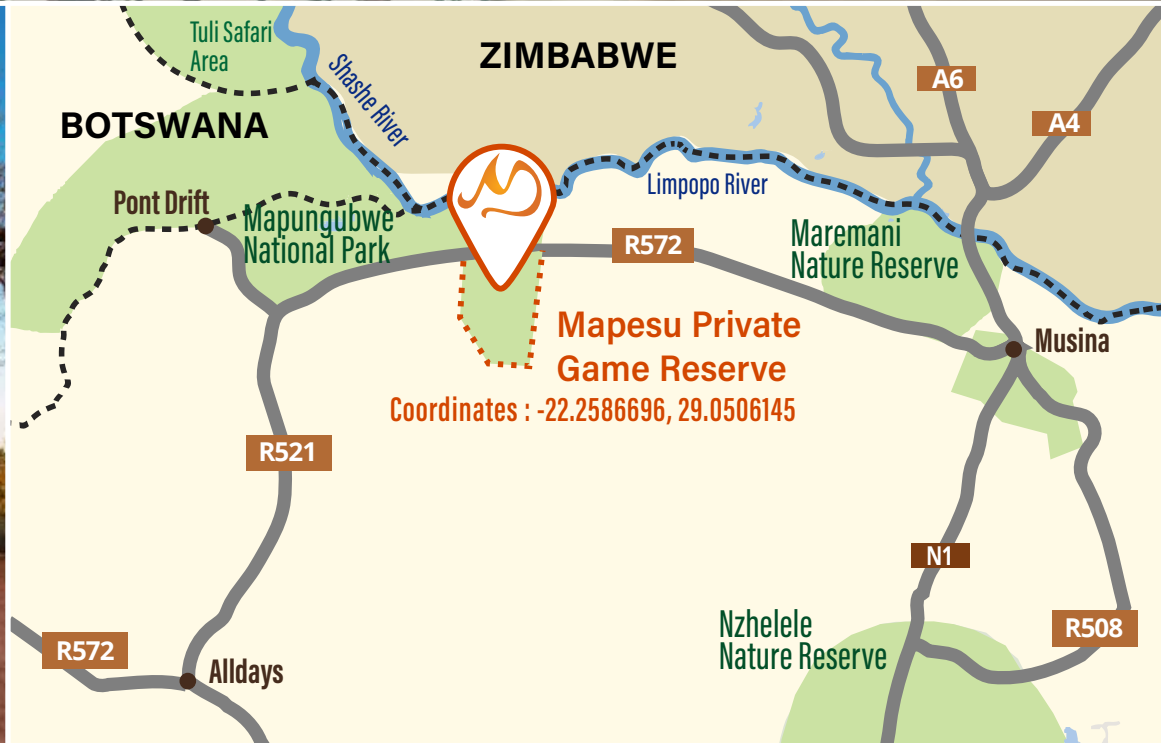 Tuli Safari
Area
ZIMBABWE
Shashe River
A6
A4
BOTSWANA
Limpopo River
Pont Drift
Mapungubwe
National Park
R572
Maremani
Nature Reserve
Mapesu Private
Game Reserve
Musina
Coordinates : -22.2586696, 29.0506145
R521
N1
Nzhelele
Nature Reserve
R508
R572
Alldays